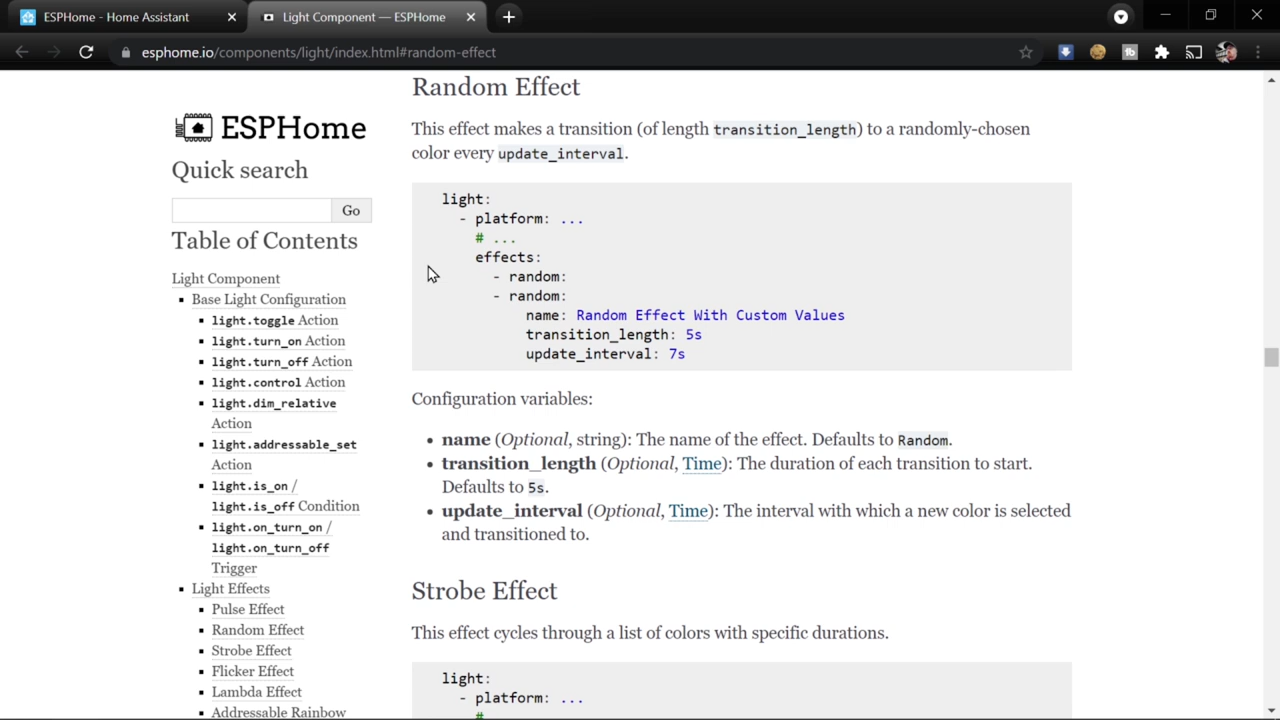 ESPHome - Home Assistant
Light Component — ESPHome
esphome.io/components/light/index.html#random-effect
ESPHome
Quick search
Go
Table of Contents
Light Component
Base Light Configuration
light.toggle Action
light.turn_on Action
light.turn_off Action
light.control Action
light.dim_relative
Action
light.addressable_set
Action
light.is_on /
light.is_off Condition
light.on_turn_on /
light.on_turn_off
Trigger
Light Effects
Pulse Effect
Random Effect
Strobe Effect
Flicker Effect
Lambda Effect
Addressable Rainbow
Random Effect
This effect makes a transition (of length transition_length) to a randomly-chosen
color every update_interval.
light:
- platform: ...
# ...
effects:
- random:
- random:
name: Random Effect With Custom Values
transition_length: 5s
update_interval: 7s
Configuration variables:
name (Optional, string): The name of the effect. Defaults to Random.
transition_length (Optional, Time): The duration of each transition to start.
Defaults to 5s.
update_interval (Optional, Time): The interval with which a new color is selected
and transitioned to.
Strobe Effect
This effect cycles through a list of colors with specific durations.
light:
- platform: ...
#